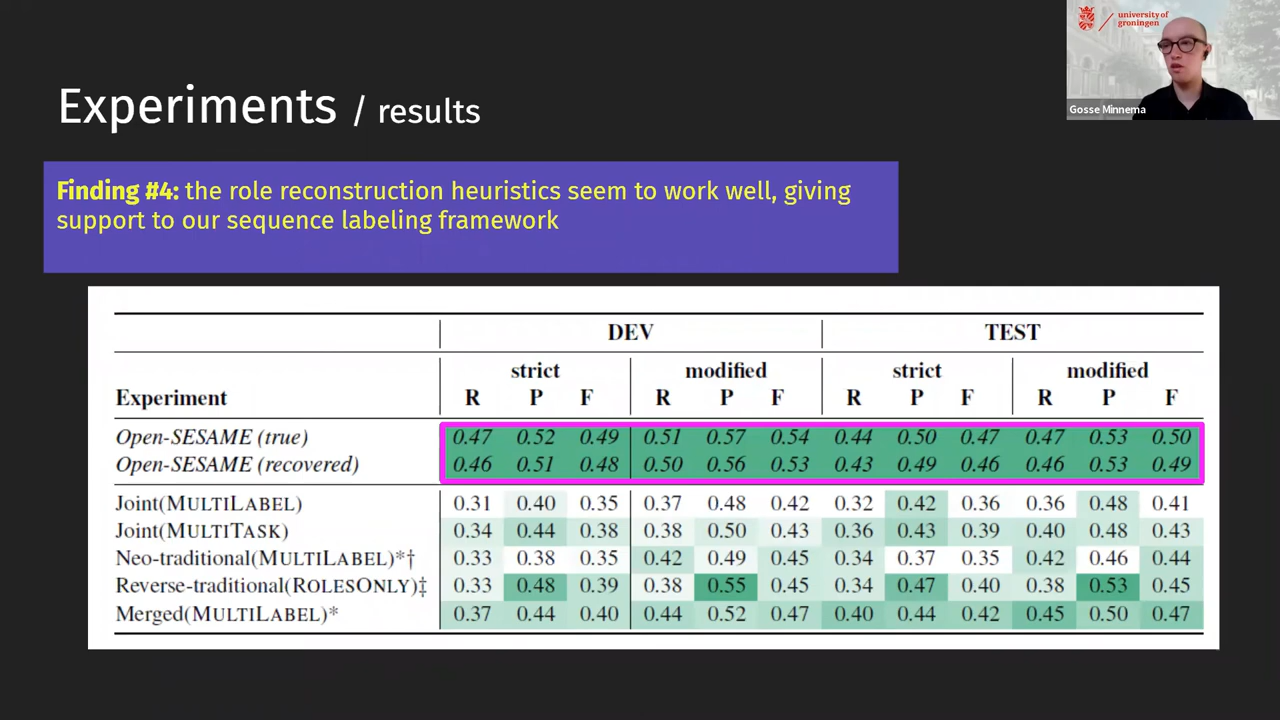 university of
groningen
Gosse Minnema
Experiments / results
Finding #4: the role reconstruction heuristics seem to work well, giving
support to our sequence labeling framework
DEV TEST
strict modified strict modified
Experiment R P F R P F R P F R P F
Open-SESAME (true) 0.47 0.52 0.49 0.51 0.57 0.54 0.44 0.50 0.47 0.47 0.53 0.50
Open-SESAME (recovered) 0.46 0.51 0.48 0.50 0.56 0.53 0.43 0.49 0.46 0.46 0.53 0.49
Joint(MULTILABEL) 0.31 0.40 0.35 0.37 0.48 0.42 0.32 0.42 0.36 0.36 0.48 0.41
Joint(MULTITASK) 0.34 0.44 0.38 0.38 0.50 0.43 0.36 0.43 0.39 0.40 0.48 0.43
Neo-traditional(MULTILABEL)*† 0.33 0.38 0.35 0.42 0.49 0.45 0.34 0.37 0.35 0.42 0.46 0.44
Reverse-traditional(ROLESONLY)‡ 0.33 0.48 0.39 0.38 0.55 0.45 0.34 0.47 0.40 0.38 0.53 0.45
Merged(MULTILABEL)* 0.37 0.44 0.40 0.44 0.52 0.47 0.40 0.44 0.42 0.45 0.50 0.47